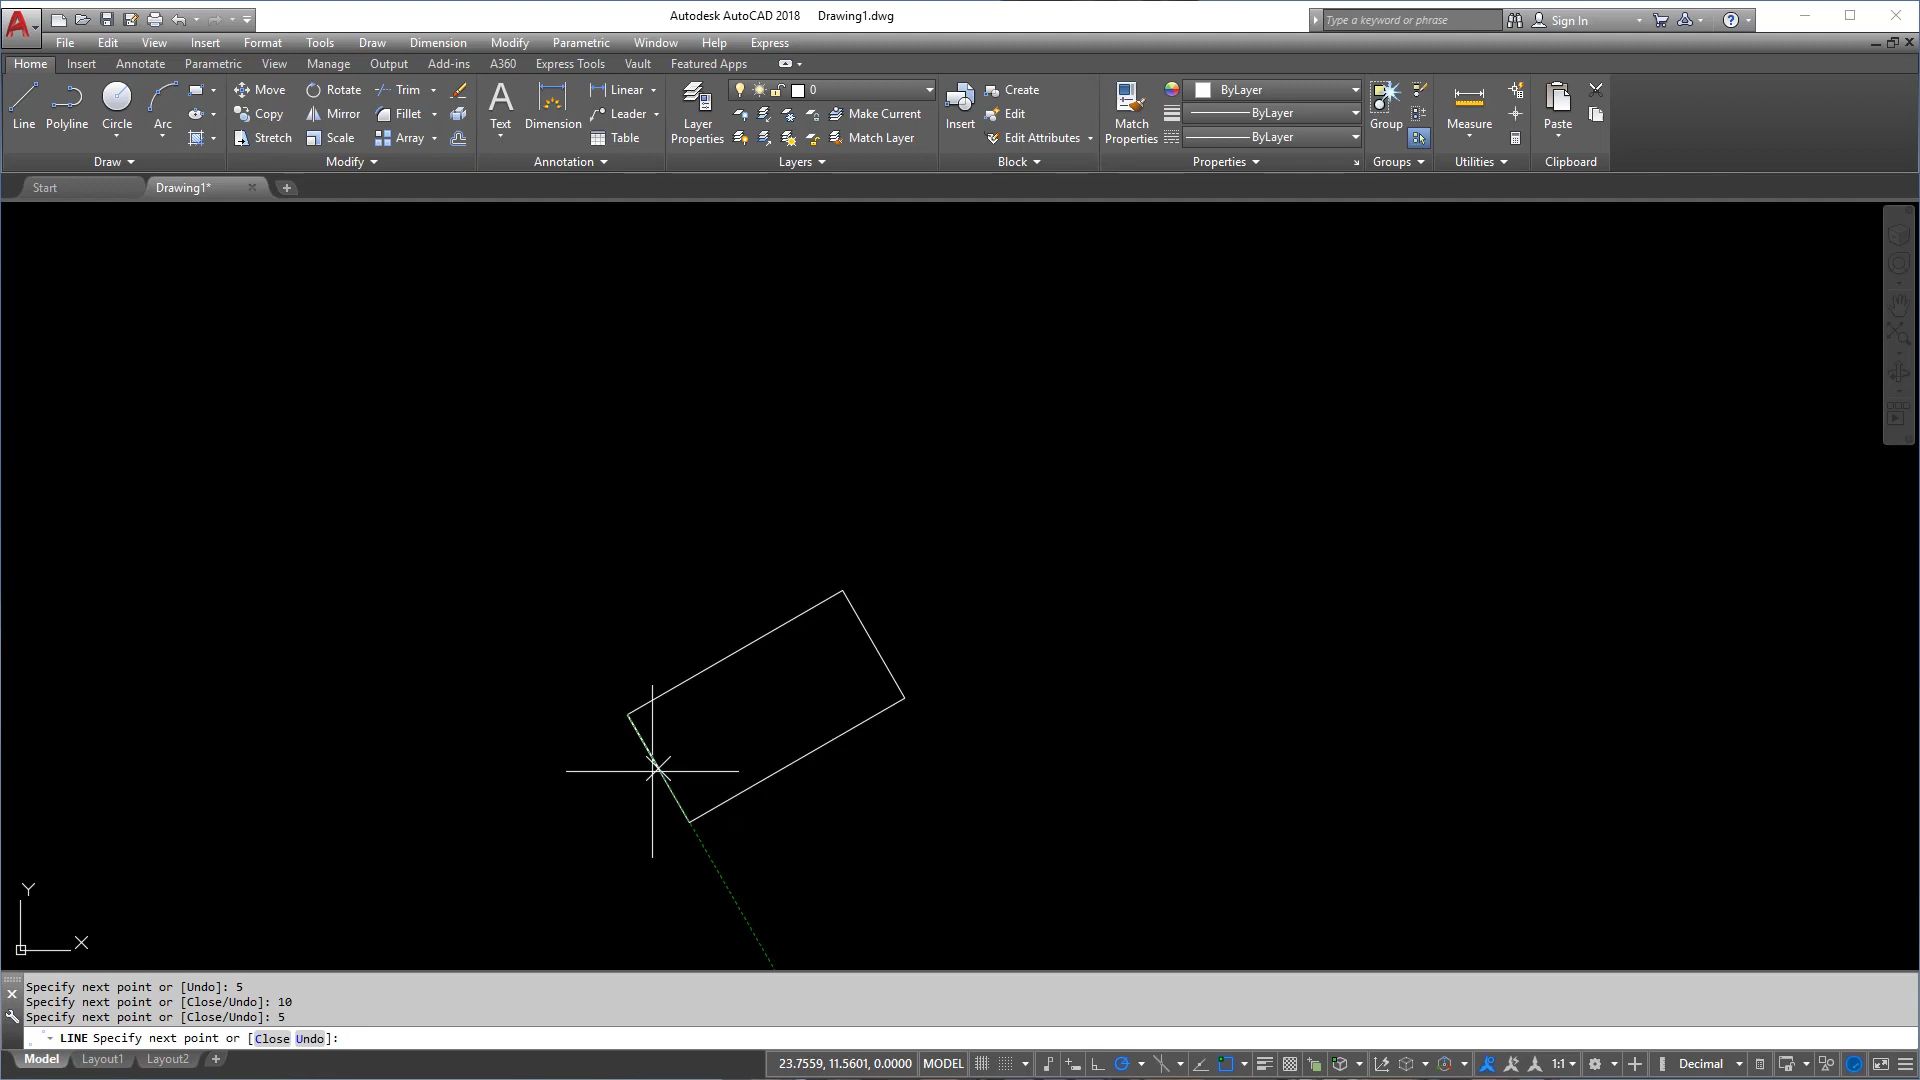 Autodesk AutoCAD 2018 Drawing1.dwg
Type a keyword or phrase
Sign In
File Edit View Insert Format Tools Draw Dimension Modify Parametric Window Help Express
Home Insert Annotate Parametric View Manage Output Add-ins A360 Express Tools Vault Featured Apps
Line Polyline Circle Arc
Draw
Move Rotate Trim
Copy Mirror Fillet
Stretch Scale Array
Modify
Text Dimension
Linear
Leader
Table
Annotation
Layer Properties
0
Make Current
Match Layer
Layers
Insert
Create
Edit
Edit Attributes
Block
Match Properties
ByLayer
ByLayer
ByLayer
Properties
Group
Groups
Measure
Utilities
Paste
Clipboard
Start Drawing1*
Y
X
Specify next point or [Undo]: 5
Specify next point or [Close/Undo]: 10
Specify next point or [Close/Undo]: 5
LINE Specify next point or [Close Undo]:
Model Layout1 Layout2
23.7559, 11.5601, 0.0000 MODEL 1:1 Decimal